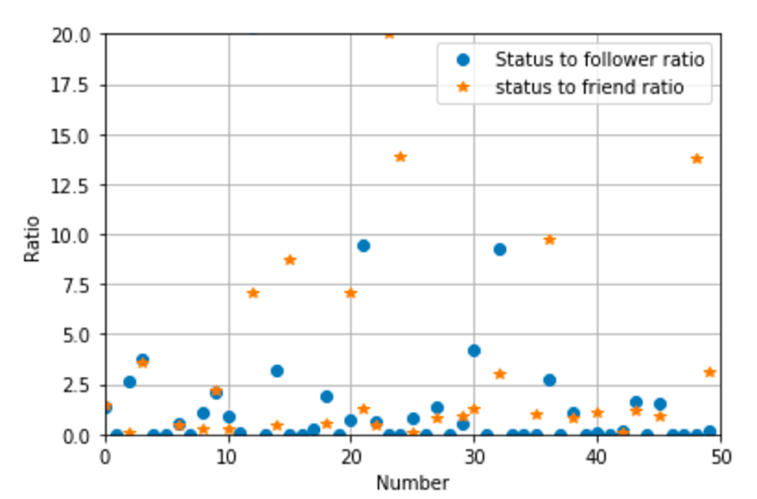 20.0
17.5
15.0
12.5
10.0
7.5
5.0
2.5
0.0
Ratio
Status to follower ratio
status to friend ratio
0 10 20 30 40 50
Number